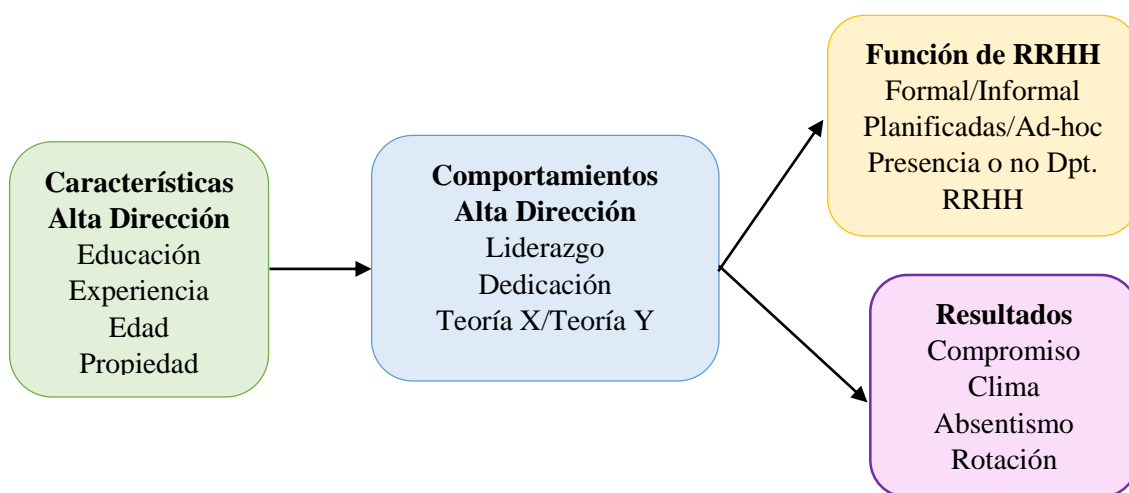 Característícas
Alta Dirección
Educación
Experiencia
Edad
Propiedad
Comportamientos
Alta Dirección
Liderazgo
Dedicación
Teoría X/Teoría Y
Función de RRHH
Formal/Informal
Planificadas/Ad-hoc
Presencia o no Dpt.
RRHH
Resultados
Compromiso
Clima
Absentismo
Rotación